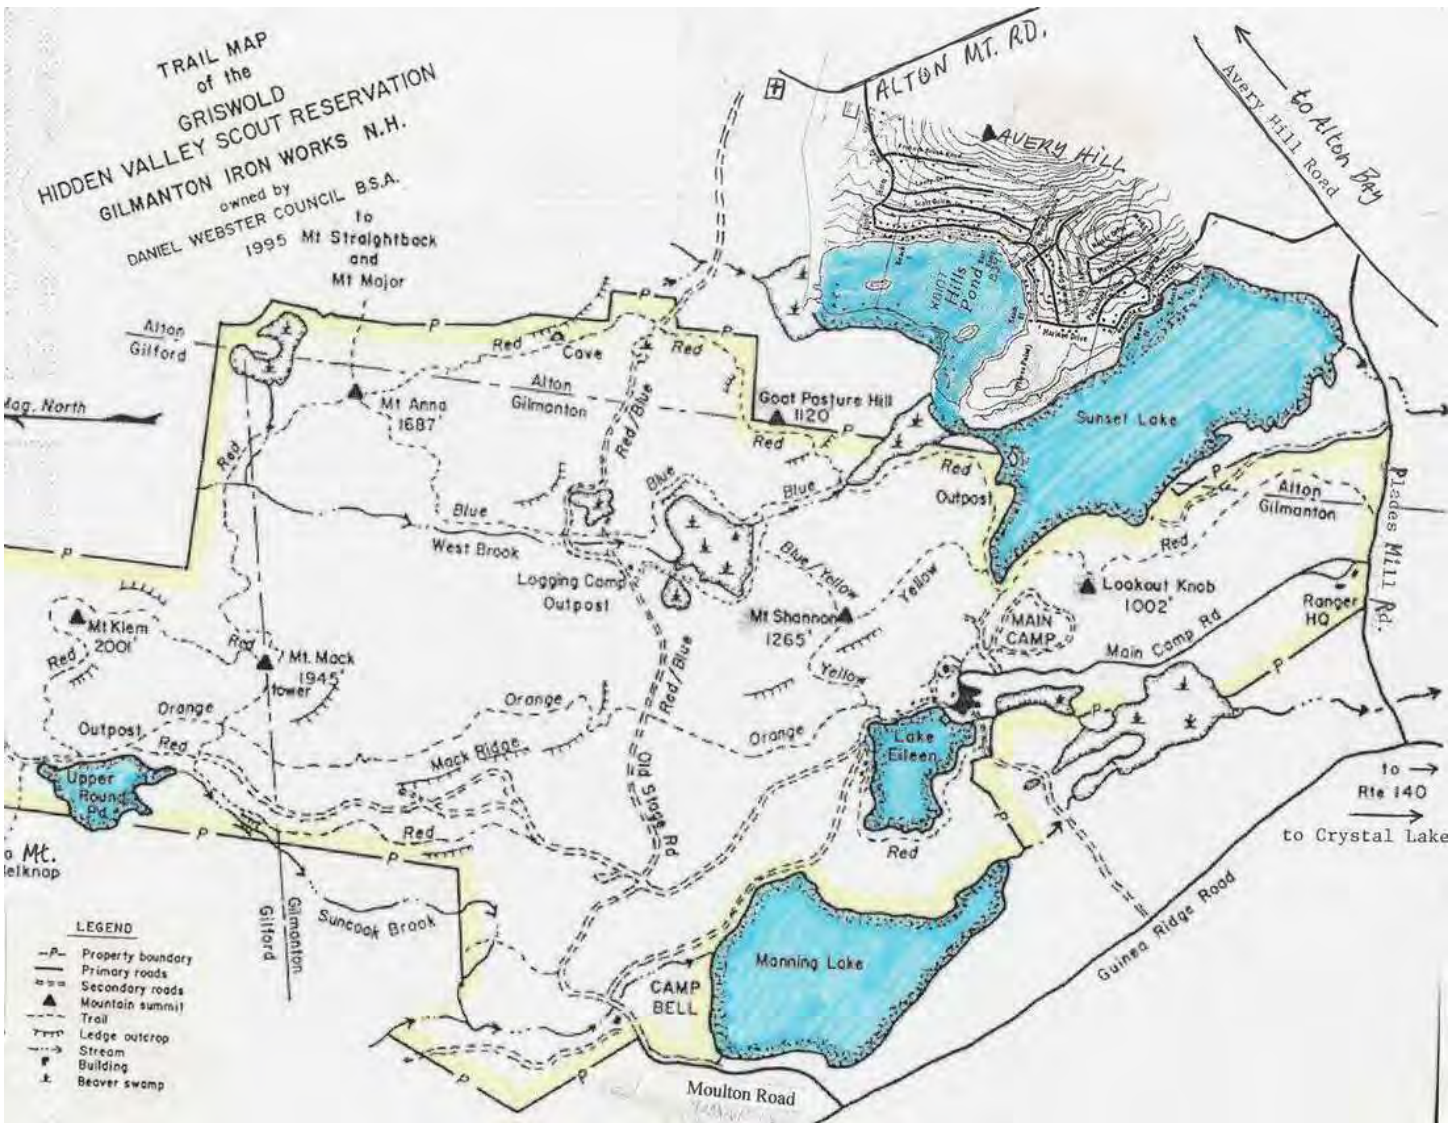 TRAIL MAP
of the
GRISWOLD
HIDDEN VALLEY SCOUT RESERVATION
GILMANTON IRON WORKS N.H.
owned by
DANIEL WEBSTER COUNCIL B.S.A.
1995
to
Mt Straightback
and
Mt Major
ALTON MT. RD.
AVERY HILL
to Alton Bay
Avery Hill Road
Hills
Pond
Sunset Lake
Alton
Gilford
P
Red
Cave
Red
Alton
Gilmanton
Mag. North
Mt Anna
1687'
Red
Red/Blue
Goat Pasture Hill
1120
Red
P
Blue
Blue
Blue
West Brook
Red
Outpost
P
Alton
Gilmanton
Red
Plades Mill Rd.
P
Logging Camp
Outpost
Blue/Yellow
Yellow
Mt Shannon
1265'
Lookout Knob
1002'
MAIN
CAMP
Ranger
HQ
Main Camp Rd
P
Mt Klem
2001'
Red
Red
Mt. Mack
1945'
tower
Red/Blue
Yellow
Orange
Orange
Orange
Outpost
Red
Mack Ridge
Old Stage Rd
Lake
Eileen
P
Upper
Round
Pd
P
Red
P
Red
P
to
Rte 140
to Crystal Lake
Mt.
Belknap
Suncook Brook
Gilmanton
Gilford
Manning Lake
CAMP
BELL
Guinea Ridge Road
P
P
Moulton Road
LEGEND
-P- Property boundary
Primary roads
Secondary roads
Mountain summit
Trail
Ledge outcrop
Stream
Building
Beaver swamp